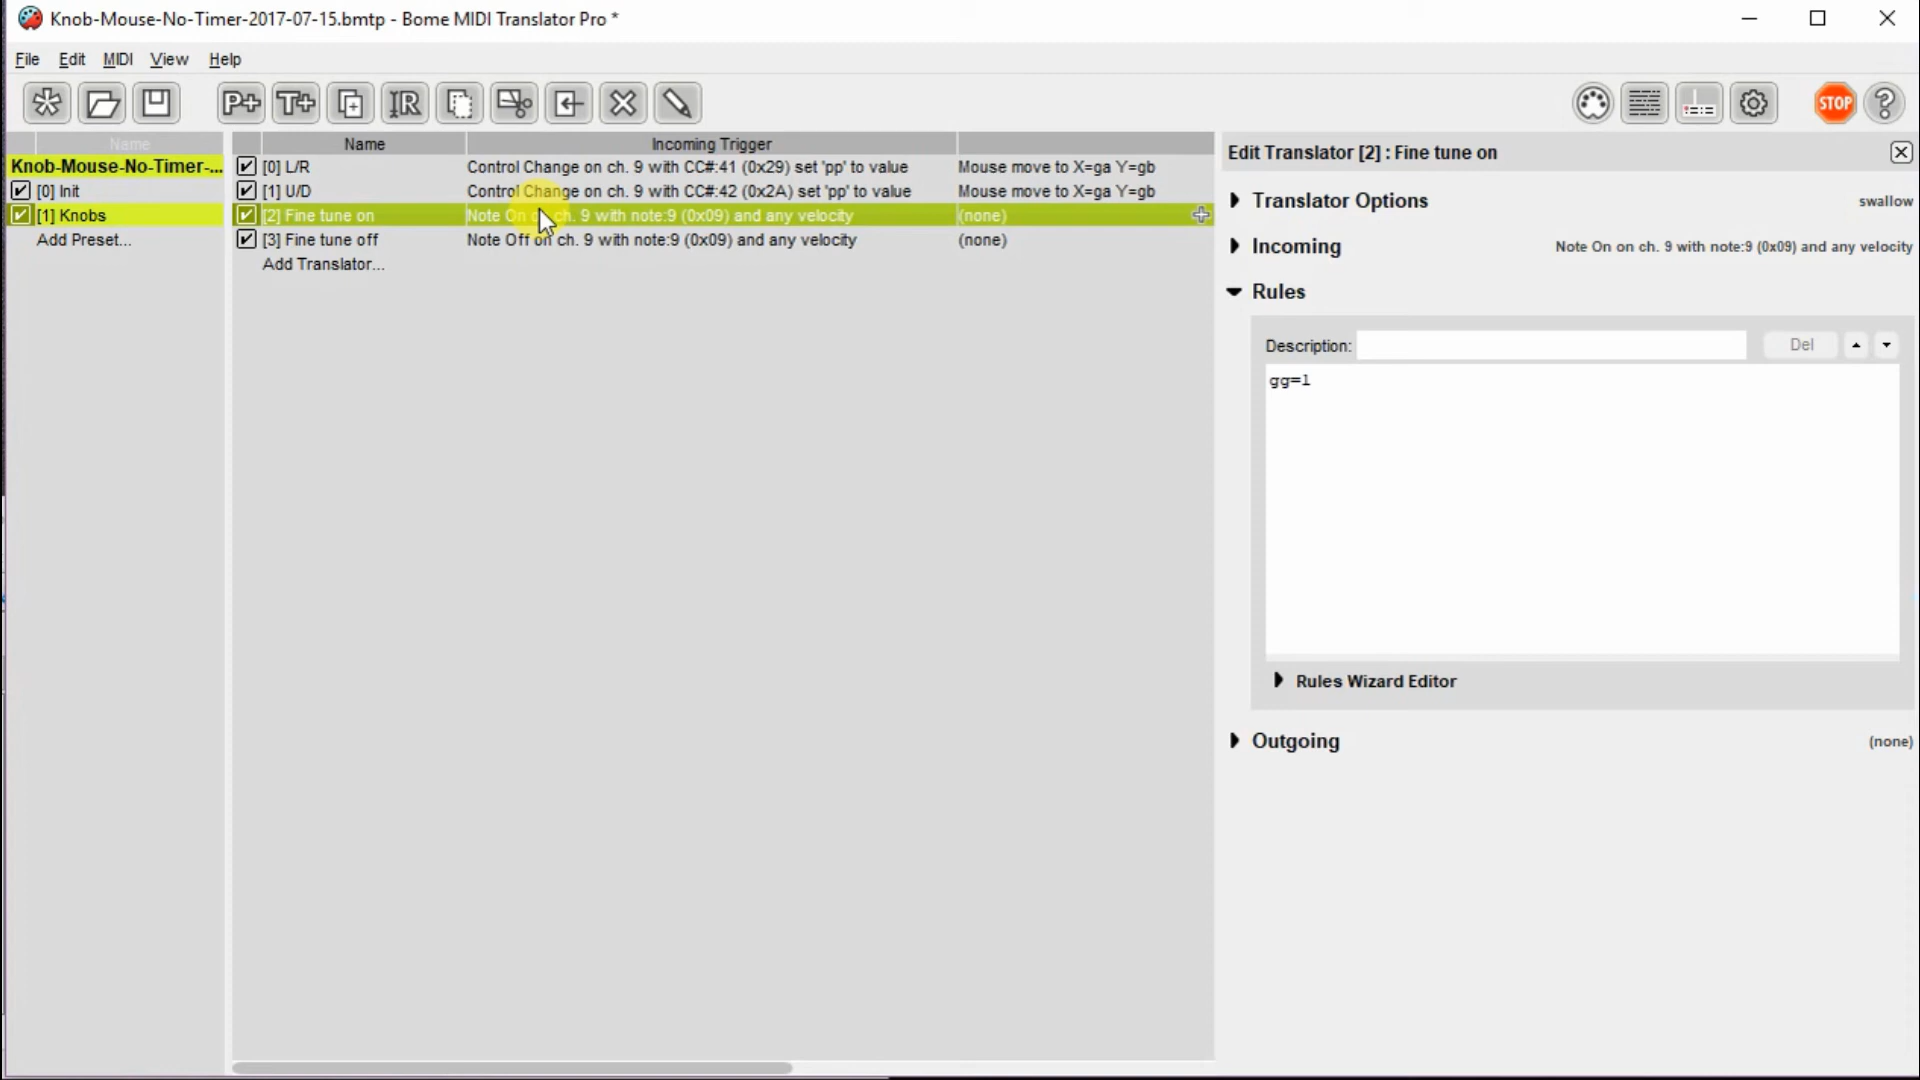 Knob-Mouse-No-Timer-2017-07-15.bmtp - Bome MIDI Translator Pro *
File Edit MIDI View Help
P+ T+ IR STOP ?
Name
Knob-Mouse-No-Timer-...
[0] Init
[1] Knobs
Add Preset...
Name Incoming Trigger
[0] L/R Control Change on ch. 9 with CC#:41 (0x29) set 'pp' to value Mouse move to X=ga Y=gb
[1] U/D Control Change on ch. 9 with CC#:42 (0x2A) set 'pp' to value Mouse move to X=ga Y=gb
[2] Fine tune on Note On on ch. 9 with note:9 (0x09) and any velocity (none)
[3] Fine tune off Note Off on ch. 9 with note:9 (0x09) and any velocity (none)
Add Translator...
Edit Translator [2] : Fine tune on
Translator Options swallow
Incoming Note On on ch. 9 with note:9 (0x09) and any velocity
Rules
Description: Del
gg=1
Rules Wizard Editor
Outgoing (none)